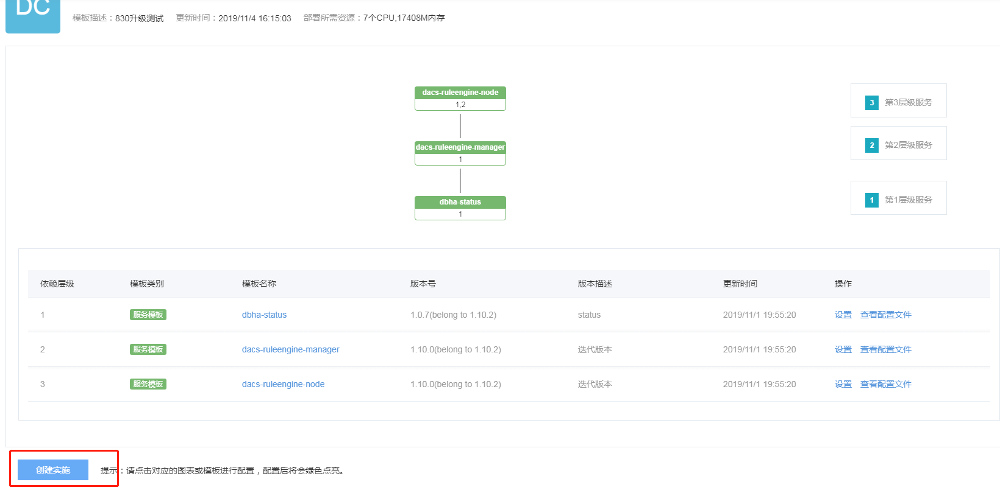 DC
模板描述：830升级测试 更新时间：2019/11/4 16:15:03 部署所需资源：7个CPU,17408M内存
dacs-ruleengine-node
1,2
3 第3层级服务
dacs-ruleengine-manager
1
2 第2层级服务
dbha-status
1
1 第1层级服务
依赖层级 模板类别 模板名称 版本号 版本描述 更新时间 操作
1 服务模板 dbha-status 1.0.7(belong to 1.10.2) status 2019/11/1 19:55:20 设置 查看配置文件
2 服务模板 dacs-ruleengine-manager 1.10.0(belong to 1.10.2) 迭代版本 2019/11/1 19:55:20 设置 查看配置文件
3 服务模板 dacs-ruleengine-node 1.10.0(belong to 1.10.2) 迭代版本 2019/11/1 19:55:20 设置 查看配置文件
创建实施 提示：请点击对应的图表或模板进行配置，配置后将会绿色点亮。